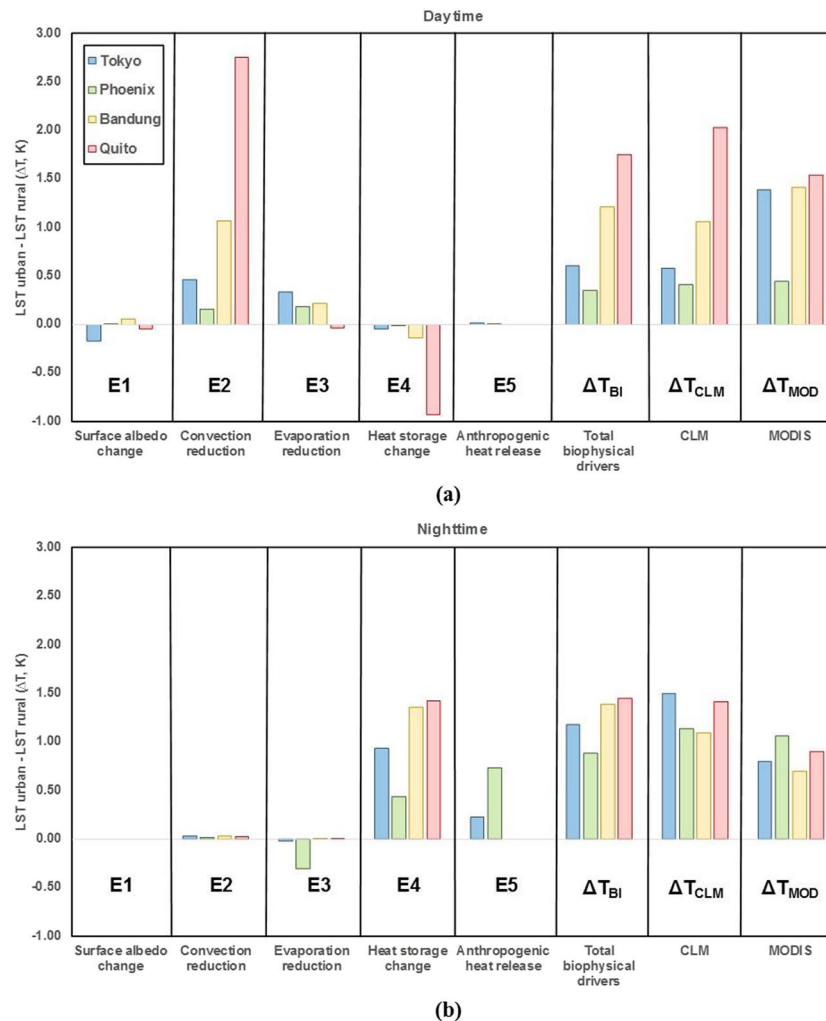 Daytime
3.00
2.50
2.00
1.50
1.00
0.50
0.00
-0.50
-1.00
LST urban - LST rural (ΔT, K)
Tokyo
Phoenix
Bandung
Quito
E1
E2
E3
E4
E5
ΔT_BI
ΔT_CLM
ΔT_MOD
Surface albedo
change
Convection
reduction
Evaporation
reduction
Heat storage
change
Anthropogenic
heat release
Total
biophysical
drivers
CLM
MODIS
(a)
Nighttime
3.00
2.50
2.00
1.50
1.00
0.50
0.00
-0.50
-1.00
LST urban - LST rural (ΔT, K)
E1
E2
E3
E4
E5
ΔT_BI
ΔT_CLM
ΔT_MOD
Surface albedo
change
Convection
reduction
Evaporation
reduction
Heat storage
change
Anthropogenic
heat release
Total
biophysical
drivers
CLM
MODIS
(b)